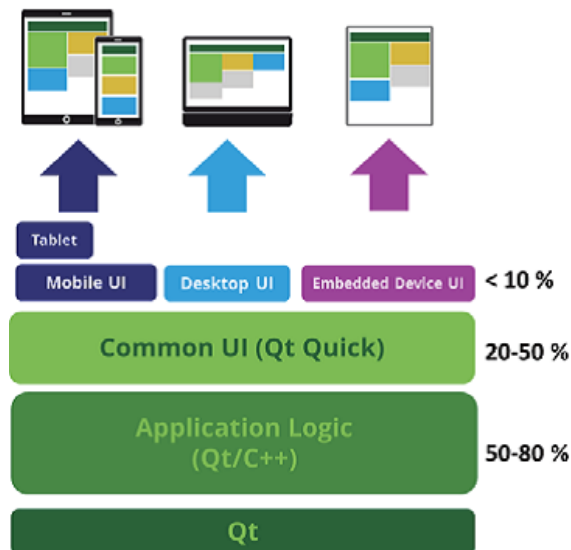 Tablet
Mobile UI
Desktop UI
Embedded Device UI
< 10 %
Common UI (Qt Quick)
20-50 %
Application Logic
(Qt/C++)
50-80 %
Qt